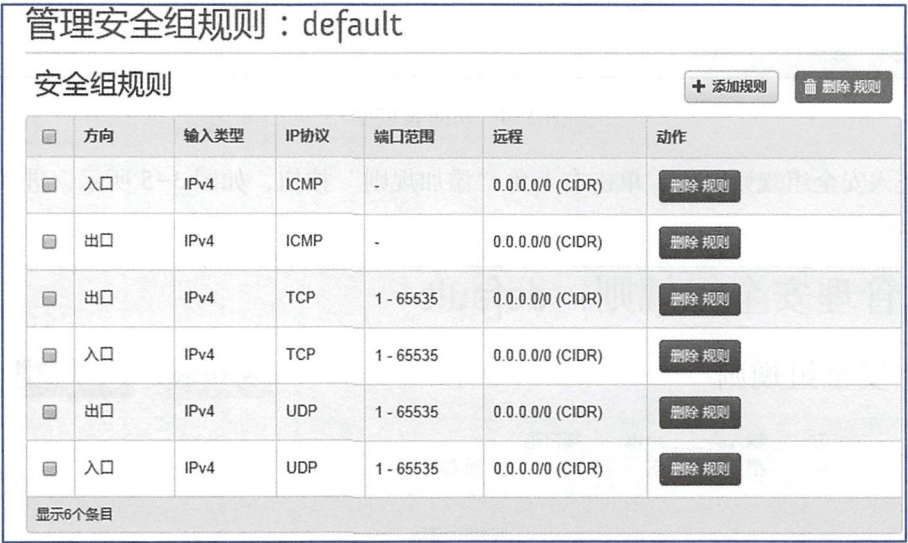 管理安全组规则：default
安全组规则
+ 添加规则
删除 规则
方向 输入类型 IP协议 端口范围 远程 动作
入口 IPv4 ICMP - 0.0.0.0/0 (CIDR) 删除 规则
出口 IPv4 ICMP - 0.0.0.0/0 (CIDR) 删除 规则
出口 IPv4 TCP 1 - 65535 0.0.0.0/0 (CIDR) 删除 规则
入口 IPv4 TCP 1 - 65535 0.0.0.0/0 (CIDR) 删除 规则
出口 IPv4 UDP 1 - 65535 0.0.0.0/0 (CIDR) 删除 规则
入口 IPv4 UDP 1 - 65535 0.0.0.0/0 (CIDR) 删除 规则
显示6个条目